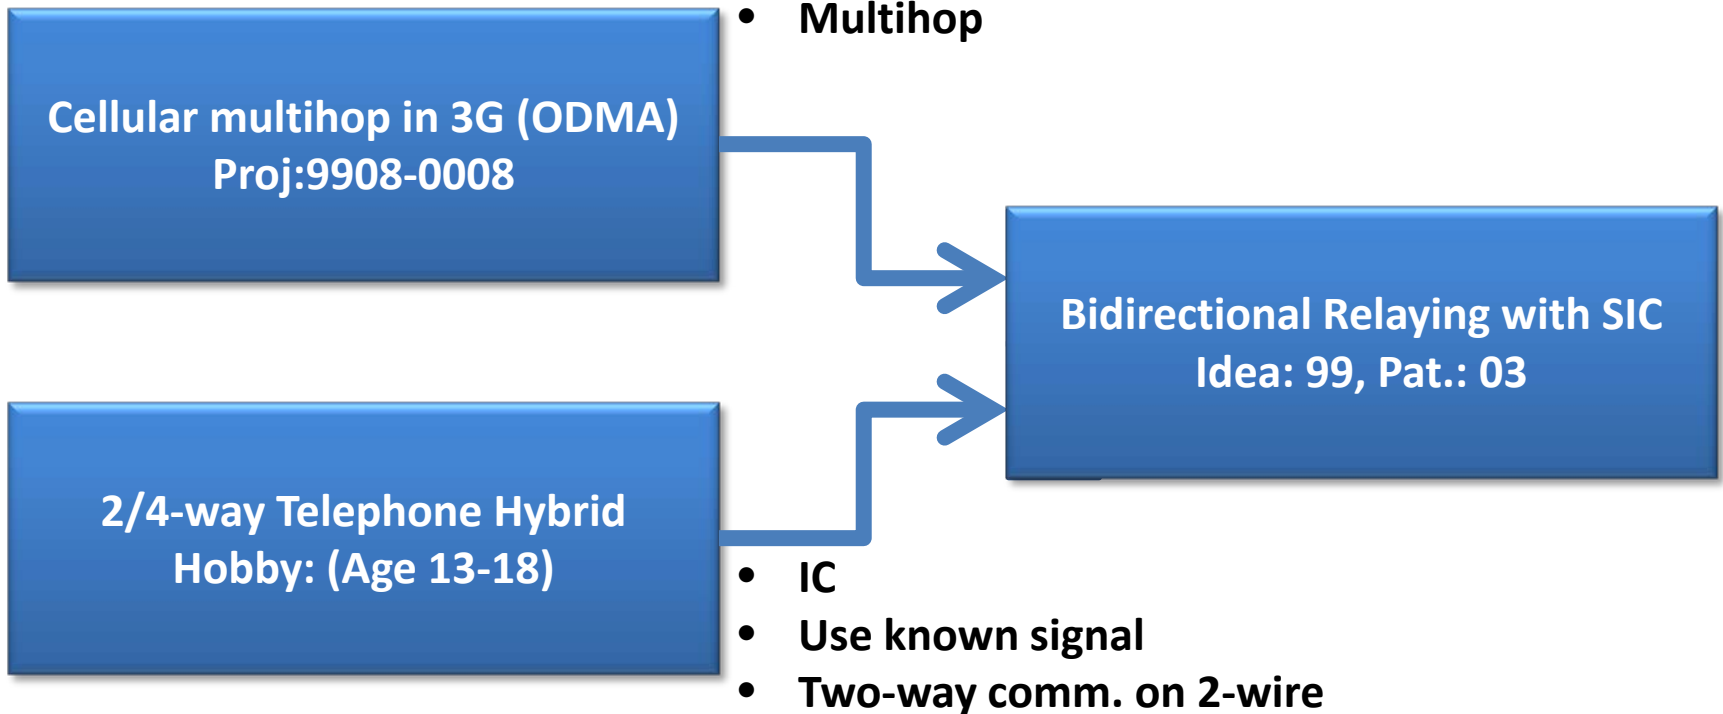 • Multihop
Cellular multihop in 3G (ODMA)
Proj:9908-0008
Bidirectional Relaying with SIC
Idea: 99, Pat.: 03
2/4-way Telephone Hybrid
Hobby: (Age 13-18)
• IC
• Use known signal
• Two-way comm. on 2-wire